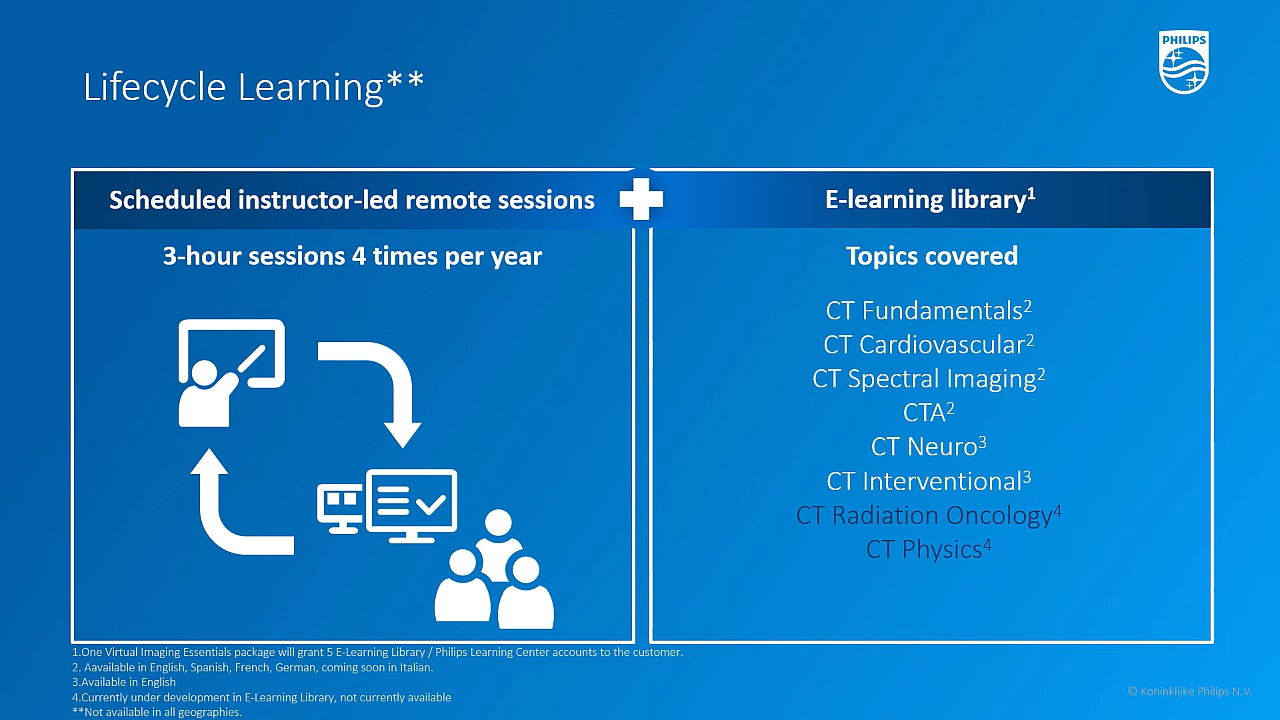 PHILIPS
Lifecycle Learning**
Scheduled instructor-led remote sessions
3-hour sessions 4 times per year
E-learning library¹
Topics covered
CT Fundamentals²
CT Cardiovascular²
CT Spectral Imaging²
CTA²
CT Neuro³
CT Interventional³
CT Radiation Oncology⁴
CT Physics⁴
1.One Virtual Imaging Essentials package will grant 5 E-Learning Library / Philips Learning Center accounts to the customer.
2. Aavailable in English, Spanish, French, German, coming soon in Italian.
3.Available in English
4.Currently under development in E-Learning Library, not currently available
**Not available in all geographies.
© Koninklijke Philips N.V.